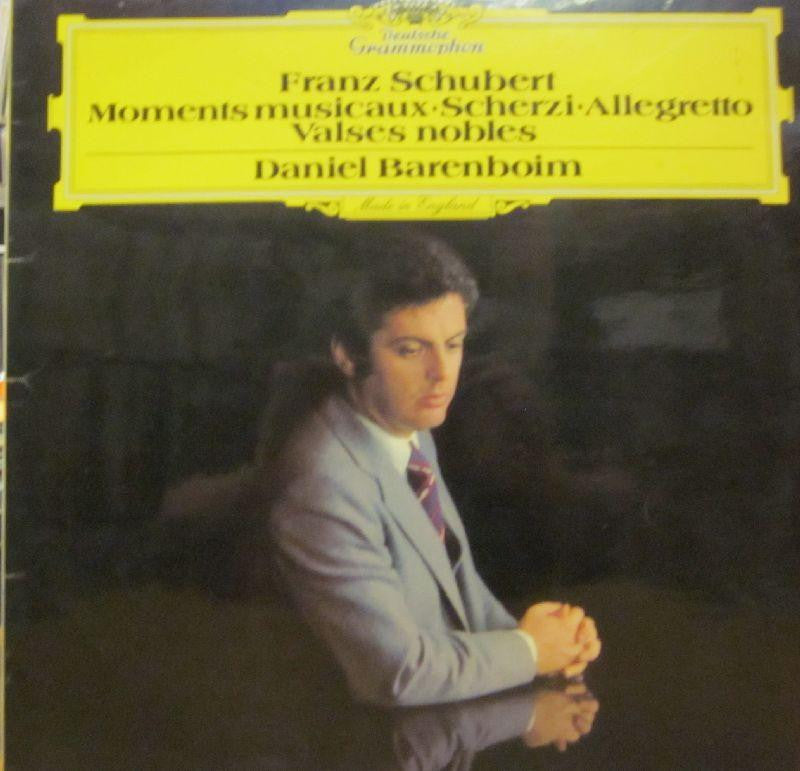 Deutsche
Grammophon
Franz Schubert
Moments musicaux·Scherzi·Allegretto
Valses nobles
Daniel Barenboim
Made in England